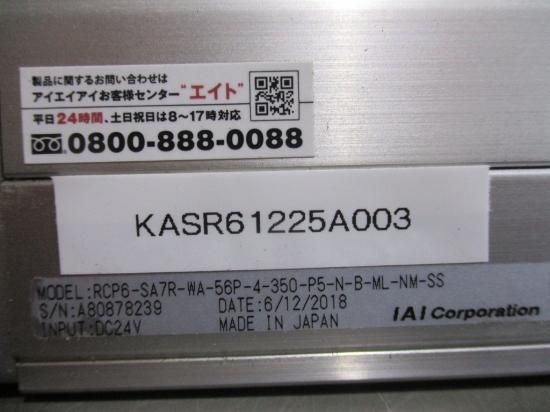 製品に関するお問い合わせは
アイエイアイお客様センター"エイト"
平日24時間、土日祝日は8～17時対応
0800-888-0088
KASR61225A003
MODEL:RCP6-SA7R-WA-56P-4-350-P5-N-B-ML-NM-SS
S/N:A80878239 DATE:6/12/2018
INPUT:DC24V MADE IN JAPAN IAI Corporation